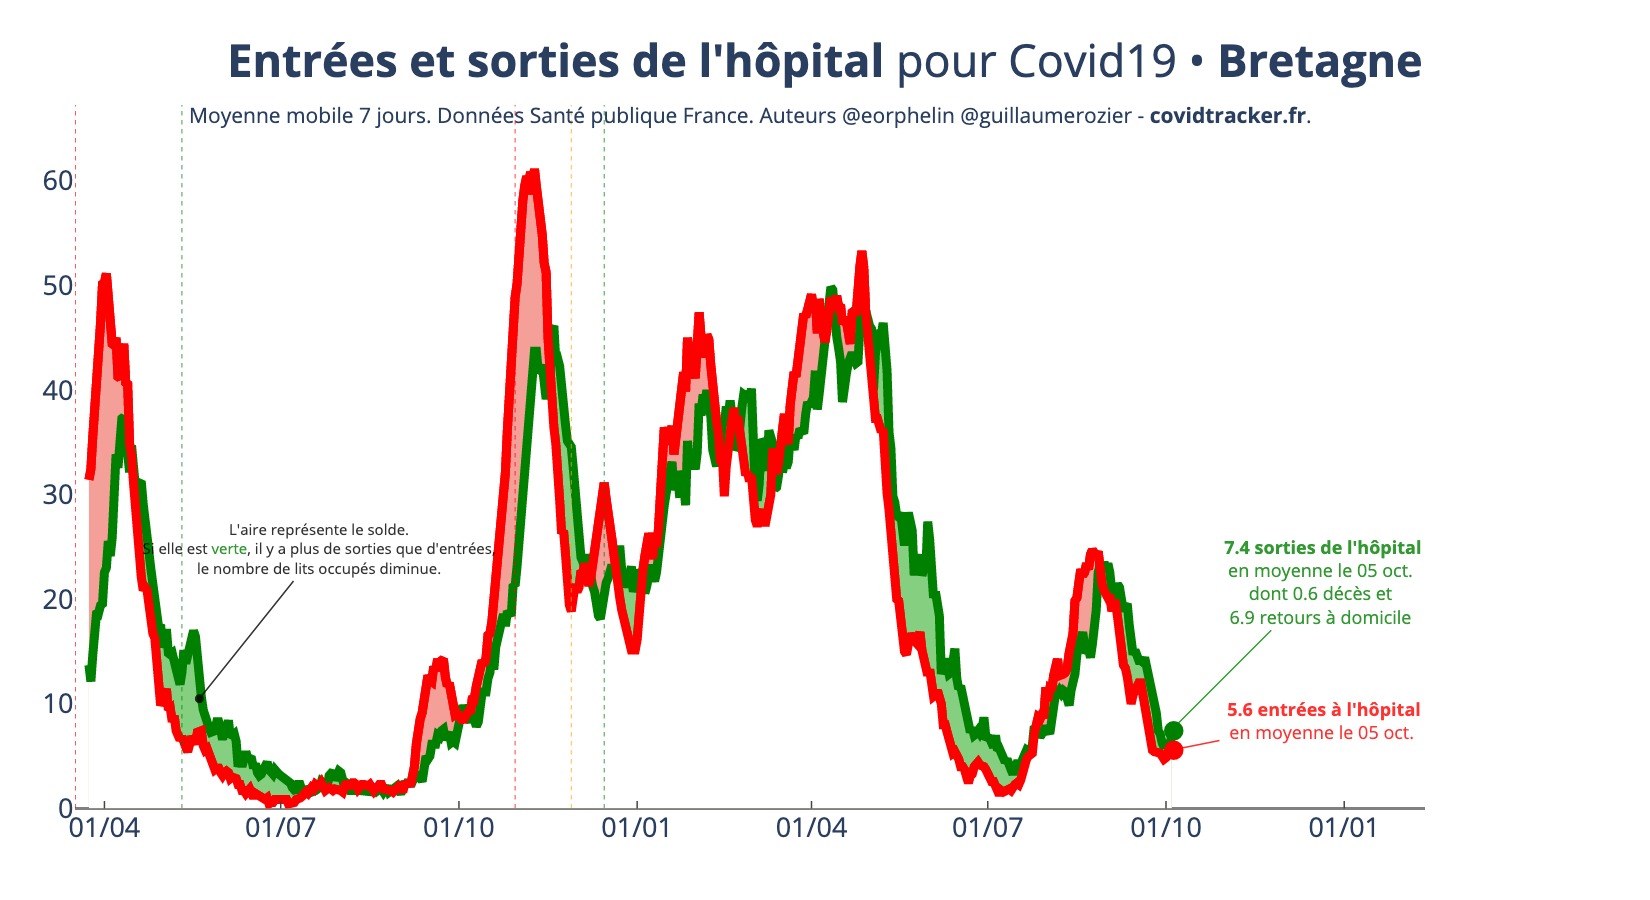 Entrées et sorties de l'hôpital pour Covid19 • Bretagne
Moyenne mobile 7 jours. Données Santé publique France. Auteurs @eorphelin @guillaumerozier - covidtracker.fr.
60
50
40
30
20
10
0
L'aire représente le solde.
Si elle est verte, il y a plus de sorties que d'entrées,
le nombre de lits occupés diminue.
7.4 sorties de l'hôpital
en moyenne le 05 oct.
dont 0.6 décès et
6.9 retours à domicile
5.6 entrées à l'hôpital
en moyenne le 05 oct.
01/04 01/07 01/10 01/01 01/04 01/07 01/10 01/01